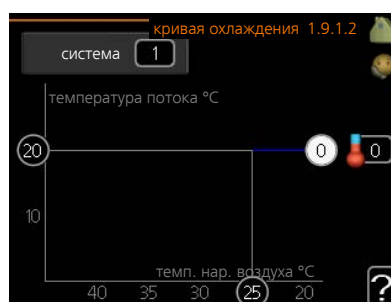 кривая охлаждения 1.9.1.2
система 1
температура потока °C
20
0
0
10
темп. нар. воздуха °C
40 35 30 25 20
?